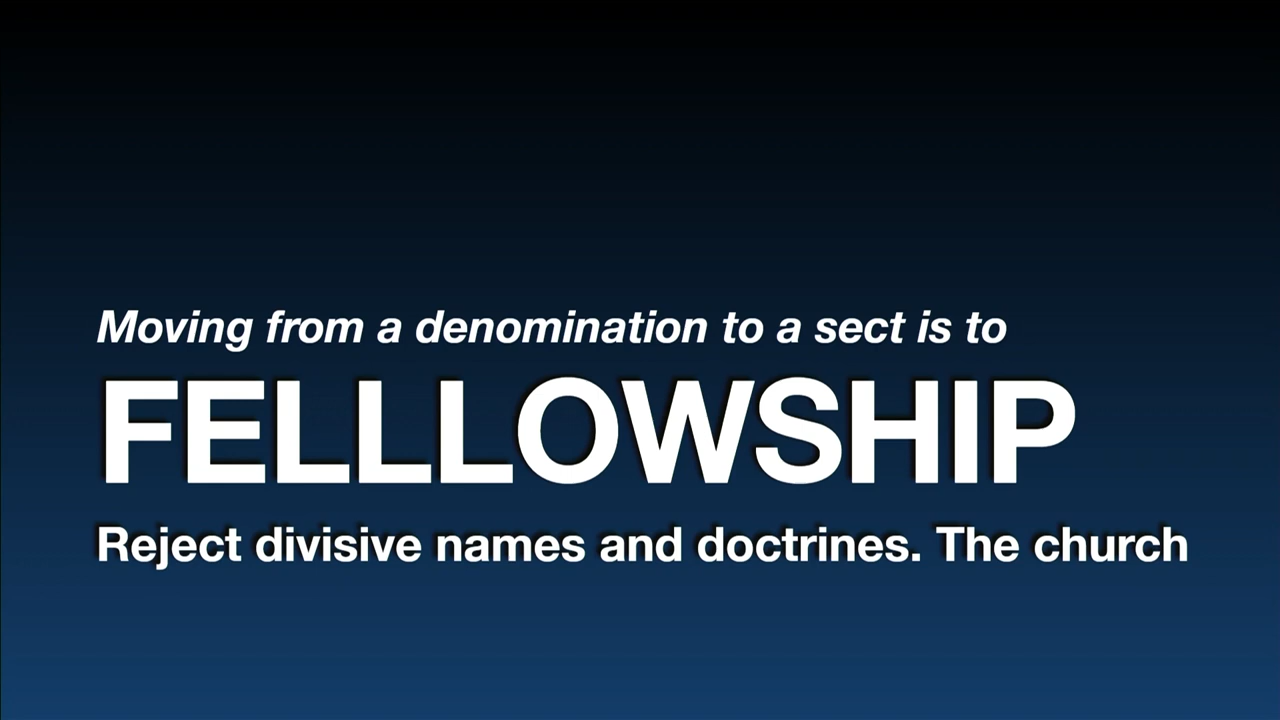 Moving from a denomination to a sect is to
FELLLOWSHIP
Reject divisive names and doctrines. The church